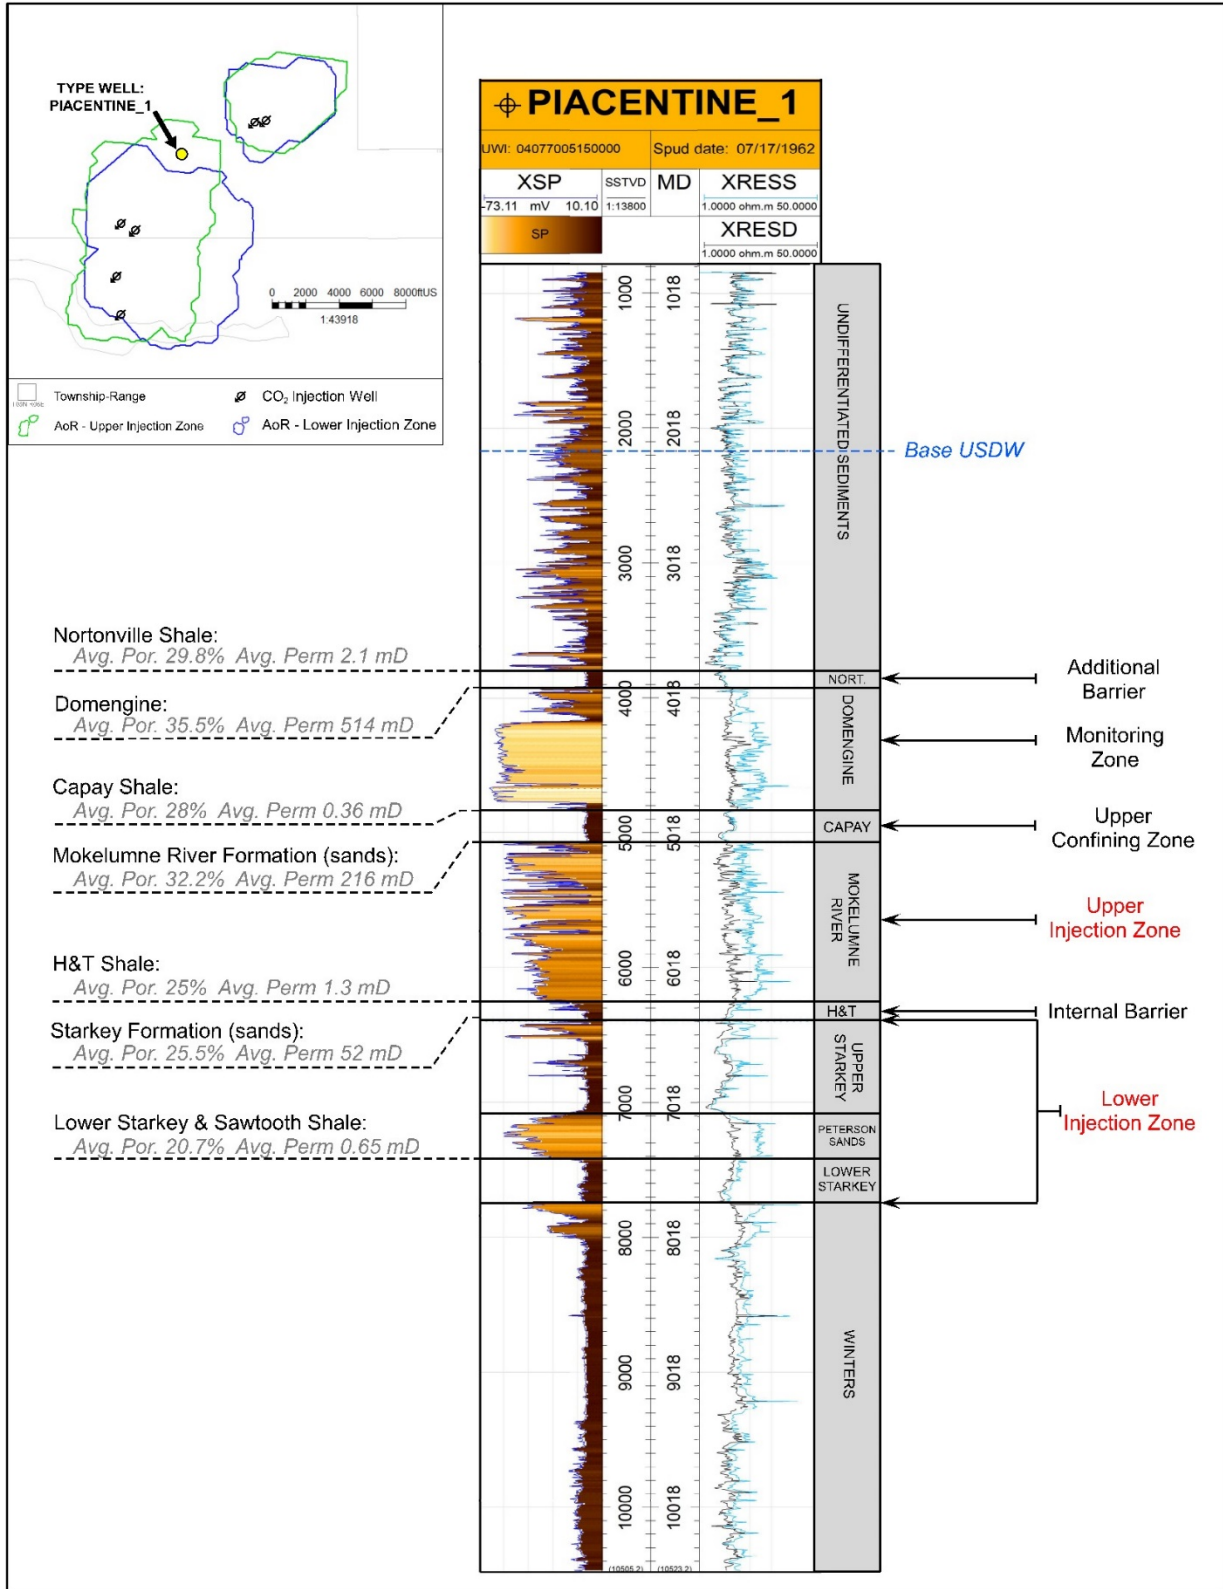 TYPE WELL:
PIACENTINE_1
0 2000 4000 6000 8000ftUS
1:43918
Township-Range
CO₂ Injection Well
AoR - Upper Injection Zone
AoR - Lower Injection Zone
PIACENTINE_1
UWI: 04077005150000 Spud date: 07/17/1962
XSP SSTVD MD XRESS
-73.11 mV 10.10 1:13800 1.0000 ohm.m 50.0000
SP XRESD
1.0000 ohm.m 50.0000
1000 1018
UNDIFFERENTIATED SEDIMENTS
2000 2018
Base USDW
3000 3018
Nortonville Shale:
Avg. Por. 29.8% Avg. Perm 2.1 mD
NORT.
Additional
Barrier
4000 4018
Domengine:
Avg. Por. 35.5% Avg. Perm 514 mD
DOMENGINE
Monitoring
Zone
Capay Shale:
Avg. Por. 28% Avg. Perm 0.36 mD
CAPAY
Upper
Confining Zone
5000 5018
Mokelumne River Formation (sands):
Avg. Por. 32.2% Avg. Perm 216 mD
MOKELUMNE
RIVER
Upper
Injection Zone
6000 6018
H&T Shale:
Avg. Por. 25% Avg. Perm 1.3 mD
H&T
Internal Barrier
Starkey Formation (sands):
Avg. Por. 25.5% Avg. Perm 52 mD
UPPER
STARKEY
7000 7018
Lower Starkey & Sawtooth Shale:
Avg. Por. 20.7% Avg. Perm 0.65 mD
PETERSON
SANDS
Lower
Injection Zone
LOWER
STARKEY
8000 8018
WINTERS
9000 9018
10000 10018
(10505.2) (10523.2)